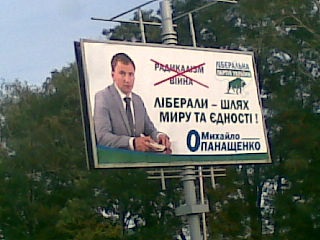 РАДИКАЛІЗМ
ВІЙНА
ЛІБЕРАЛЬНА
ПАРТІЯ УКРАЇНИ
ЛІБЕРАЛИ – ШЛЯХ
МИРУ ТА ЄДНОСТІ !
Михайло
ОПАНАЩЕНКО